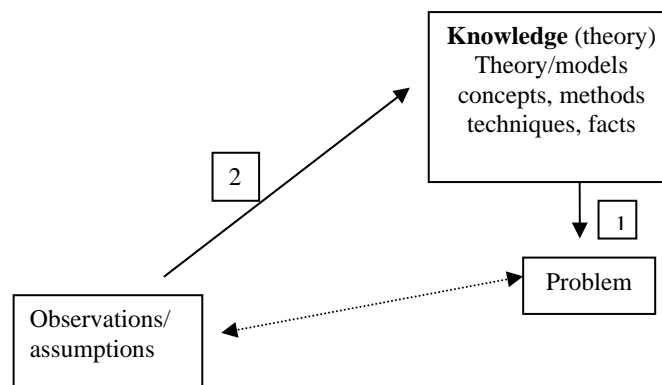 Knowledge (theory)
Theory/models
concepts, methods
techniques, facts
2
1
Problem
Observations/
assumptions